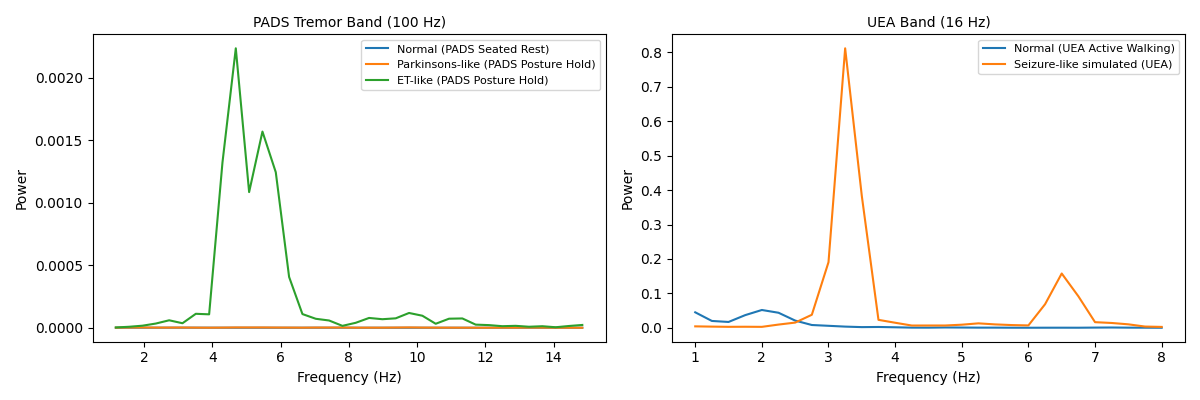 PADS Tremor Band (100 Hz)
Normal (PADS Seated Rest)
Parkinsons-like (PADS Posture Hold)
ET-like (PADS Posture Hold)
0.0020
0.0015
0.0010
0.0005
0.0000
Power
2 4 6 8 10 12 14
Frequency (Hz)
UEA Band (16 Hz)
Normal (UEA Active Walking)
Seizure-like simulated (UEA)
0.8
0.7
0.6
0.5
0.4
0.3
0.2
0.1
0.0
Power
1 2 3 4 5 6 7 8
Frequency (Hz)